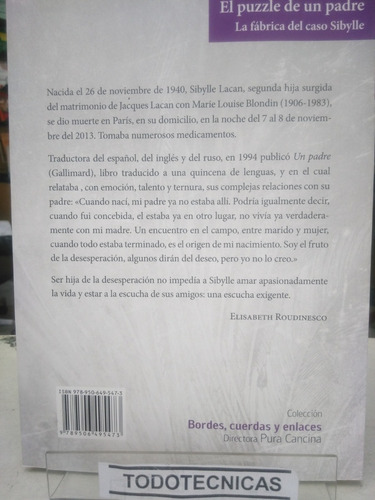 El puzzle de un padre
La fábrica del caso Sibylle
Nacida el 26 de noviembre de 1940, Sibylle Lacan, segunda hija surgida
del matrimonio de Jacques Lacan con Marie Louise Blondin (1906-1983),
se dio muerte en París, en su domicilio, en la noche del 7 al 8 de noviem-
bre del 2013. Tomaba numerosos medicamentos.
Traductora del español, del inglés y del ruso, en 1994 publicó Un padre
(Gallimard), libro traducido a una quincena de lenguas, y en el cual
relataba , con emoción, talento y ternura, sus complejas relaciones con su
padre: «Cuando nací, mi padre ya no estaba allí. Podría igualmente decir,
cuando fui concebida, el estaba ya en otro lugar, no vivía ya verdadera-
mente con mi madre. Un encuentro en el campo, entre marido y mujer,
cuando todo estaba terminado, es el origen de mi nacimiento. Soy el fruto
de la desesperación, algunos dirán del deseo, pero yo no lo creo.»
Ser hija de la desesperación no impedía a Sibylle amar apasionadamente
la vida y estar a la escucha de sus amigos: una escucha exigente.
Elisabeth Roudinesco
ISBN 978-950-649-547-3
9789506495473
Colección
Bordes, cuerdas y enlaces
Directora Pura Cancina
TODOTECNICAS